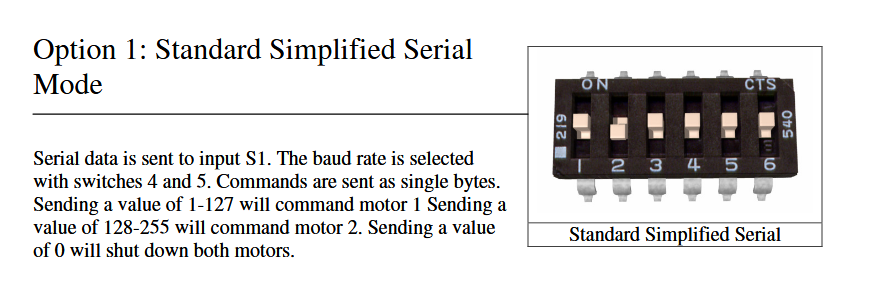 Option 1: Standard Simplified Serial
Mode
Serial data is sent to input S1. The baud rate is selected
with switches 4 and 5. Commands are sent as single bytes.
Sending a value of 1-127 will command motor 1 Sending a
value of 128-255 will command motor 2. Sending a value
of 0 will shut down both motors.
ON CTS
219
540
1 2 3 4 5 6
Standard Simplified Serial